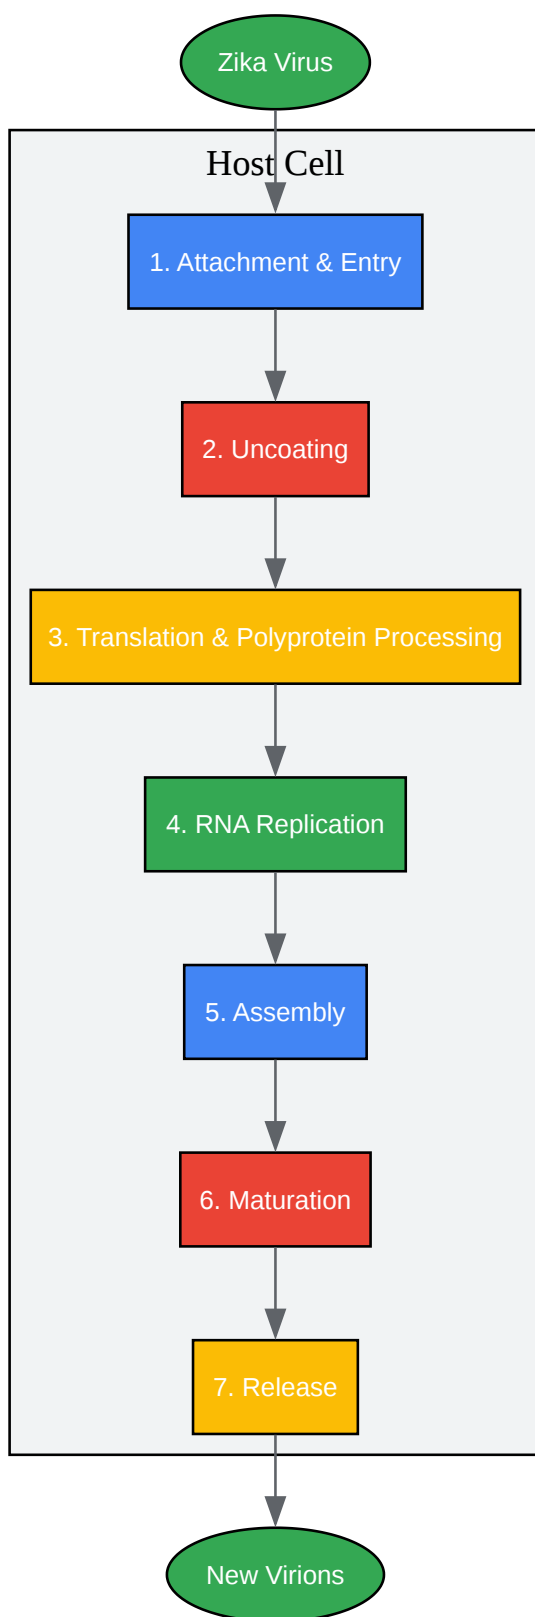 Zika Virus
Host Cell
1. Attachment & Entry
2. Uncoating
3. Translation & Polyprotein Processing
4. RNA Replication
5. Assembly
6. Maturation
7. Release
New Virions